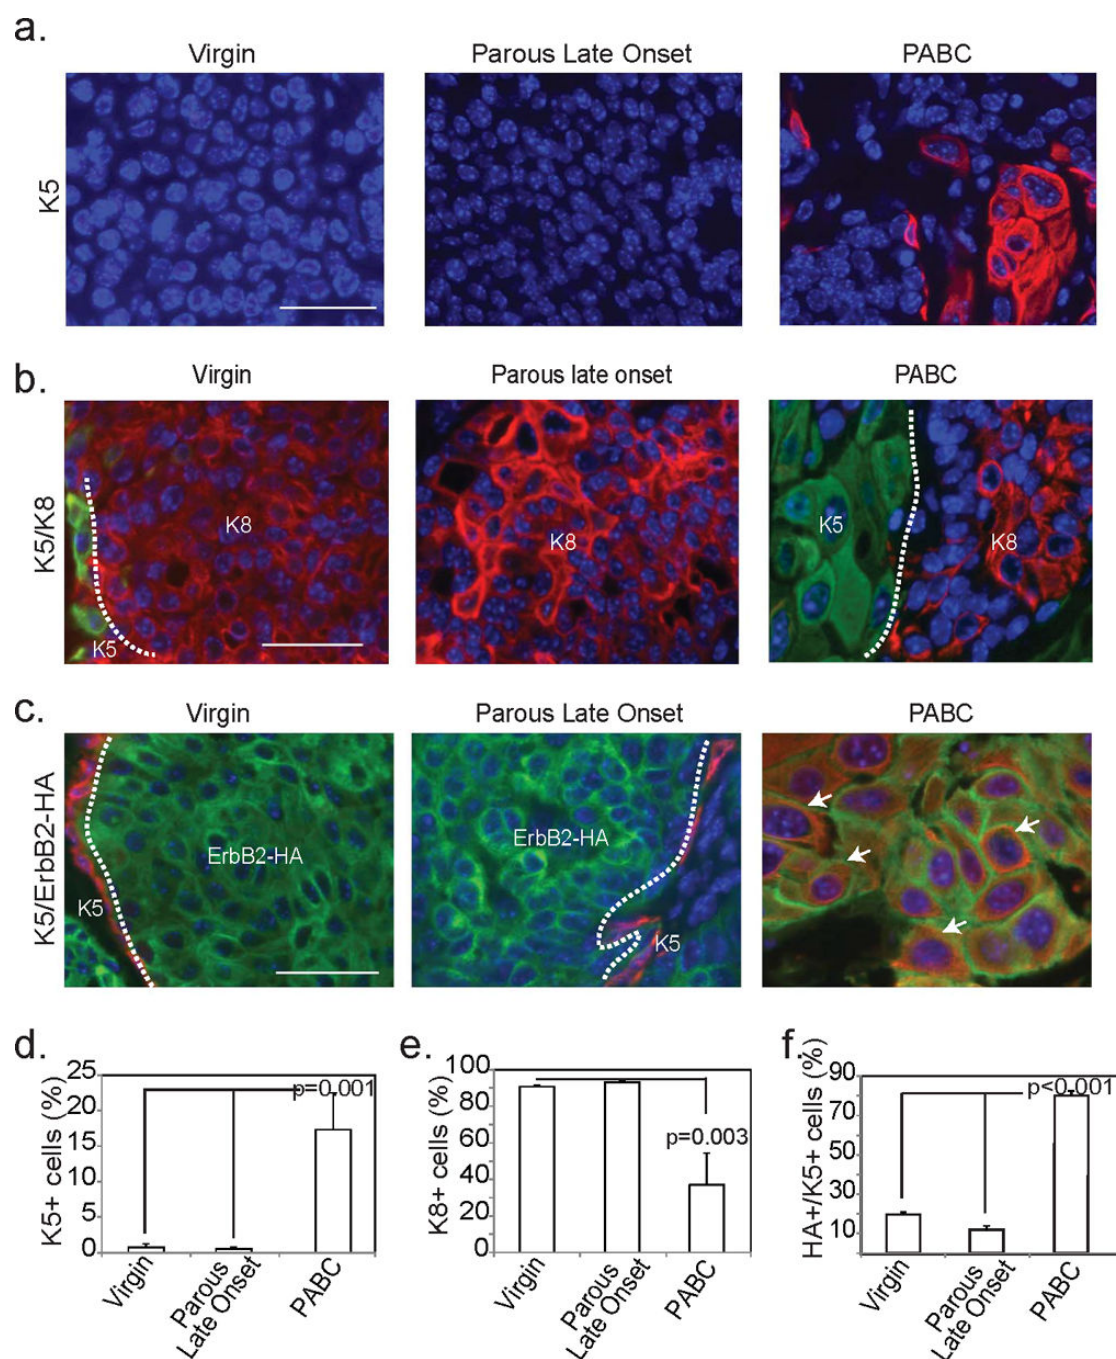 a.
Virgin
Parous Late Onset
PABC
K5
b.
Virgin
Parous late onset
PABC
K5/K8
K8
K5
K8
K5
K8
c.
Virgin
Parous Late Onset
PABC
K5/ErbB2-HA
ErbB2-HA
K5
ErbB2-HA
K5
d.
K5+ cells (%)
25
20
15
10
5
0
p=0.001
Virgin
Parous
Late Onset
PABC
e.
K8+ cells (%)
100
80
60
40
20
0
p=0.003
Virgin
Parous
Late Onset
PABC
f.
HA+/K5+ cells (%)
90
70
50
30
10
p<0.001
Virgin
Parous
Late Onset
PABC